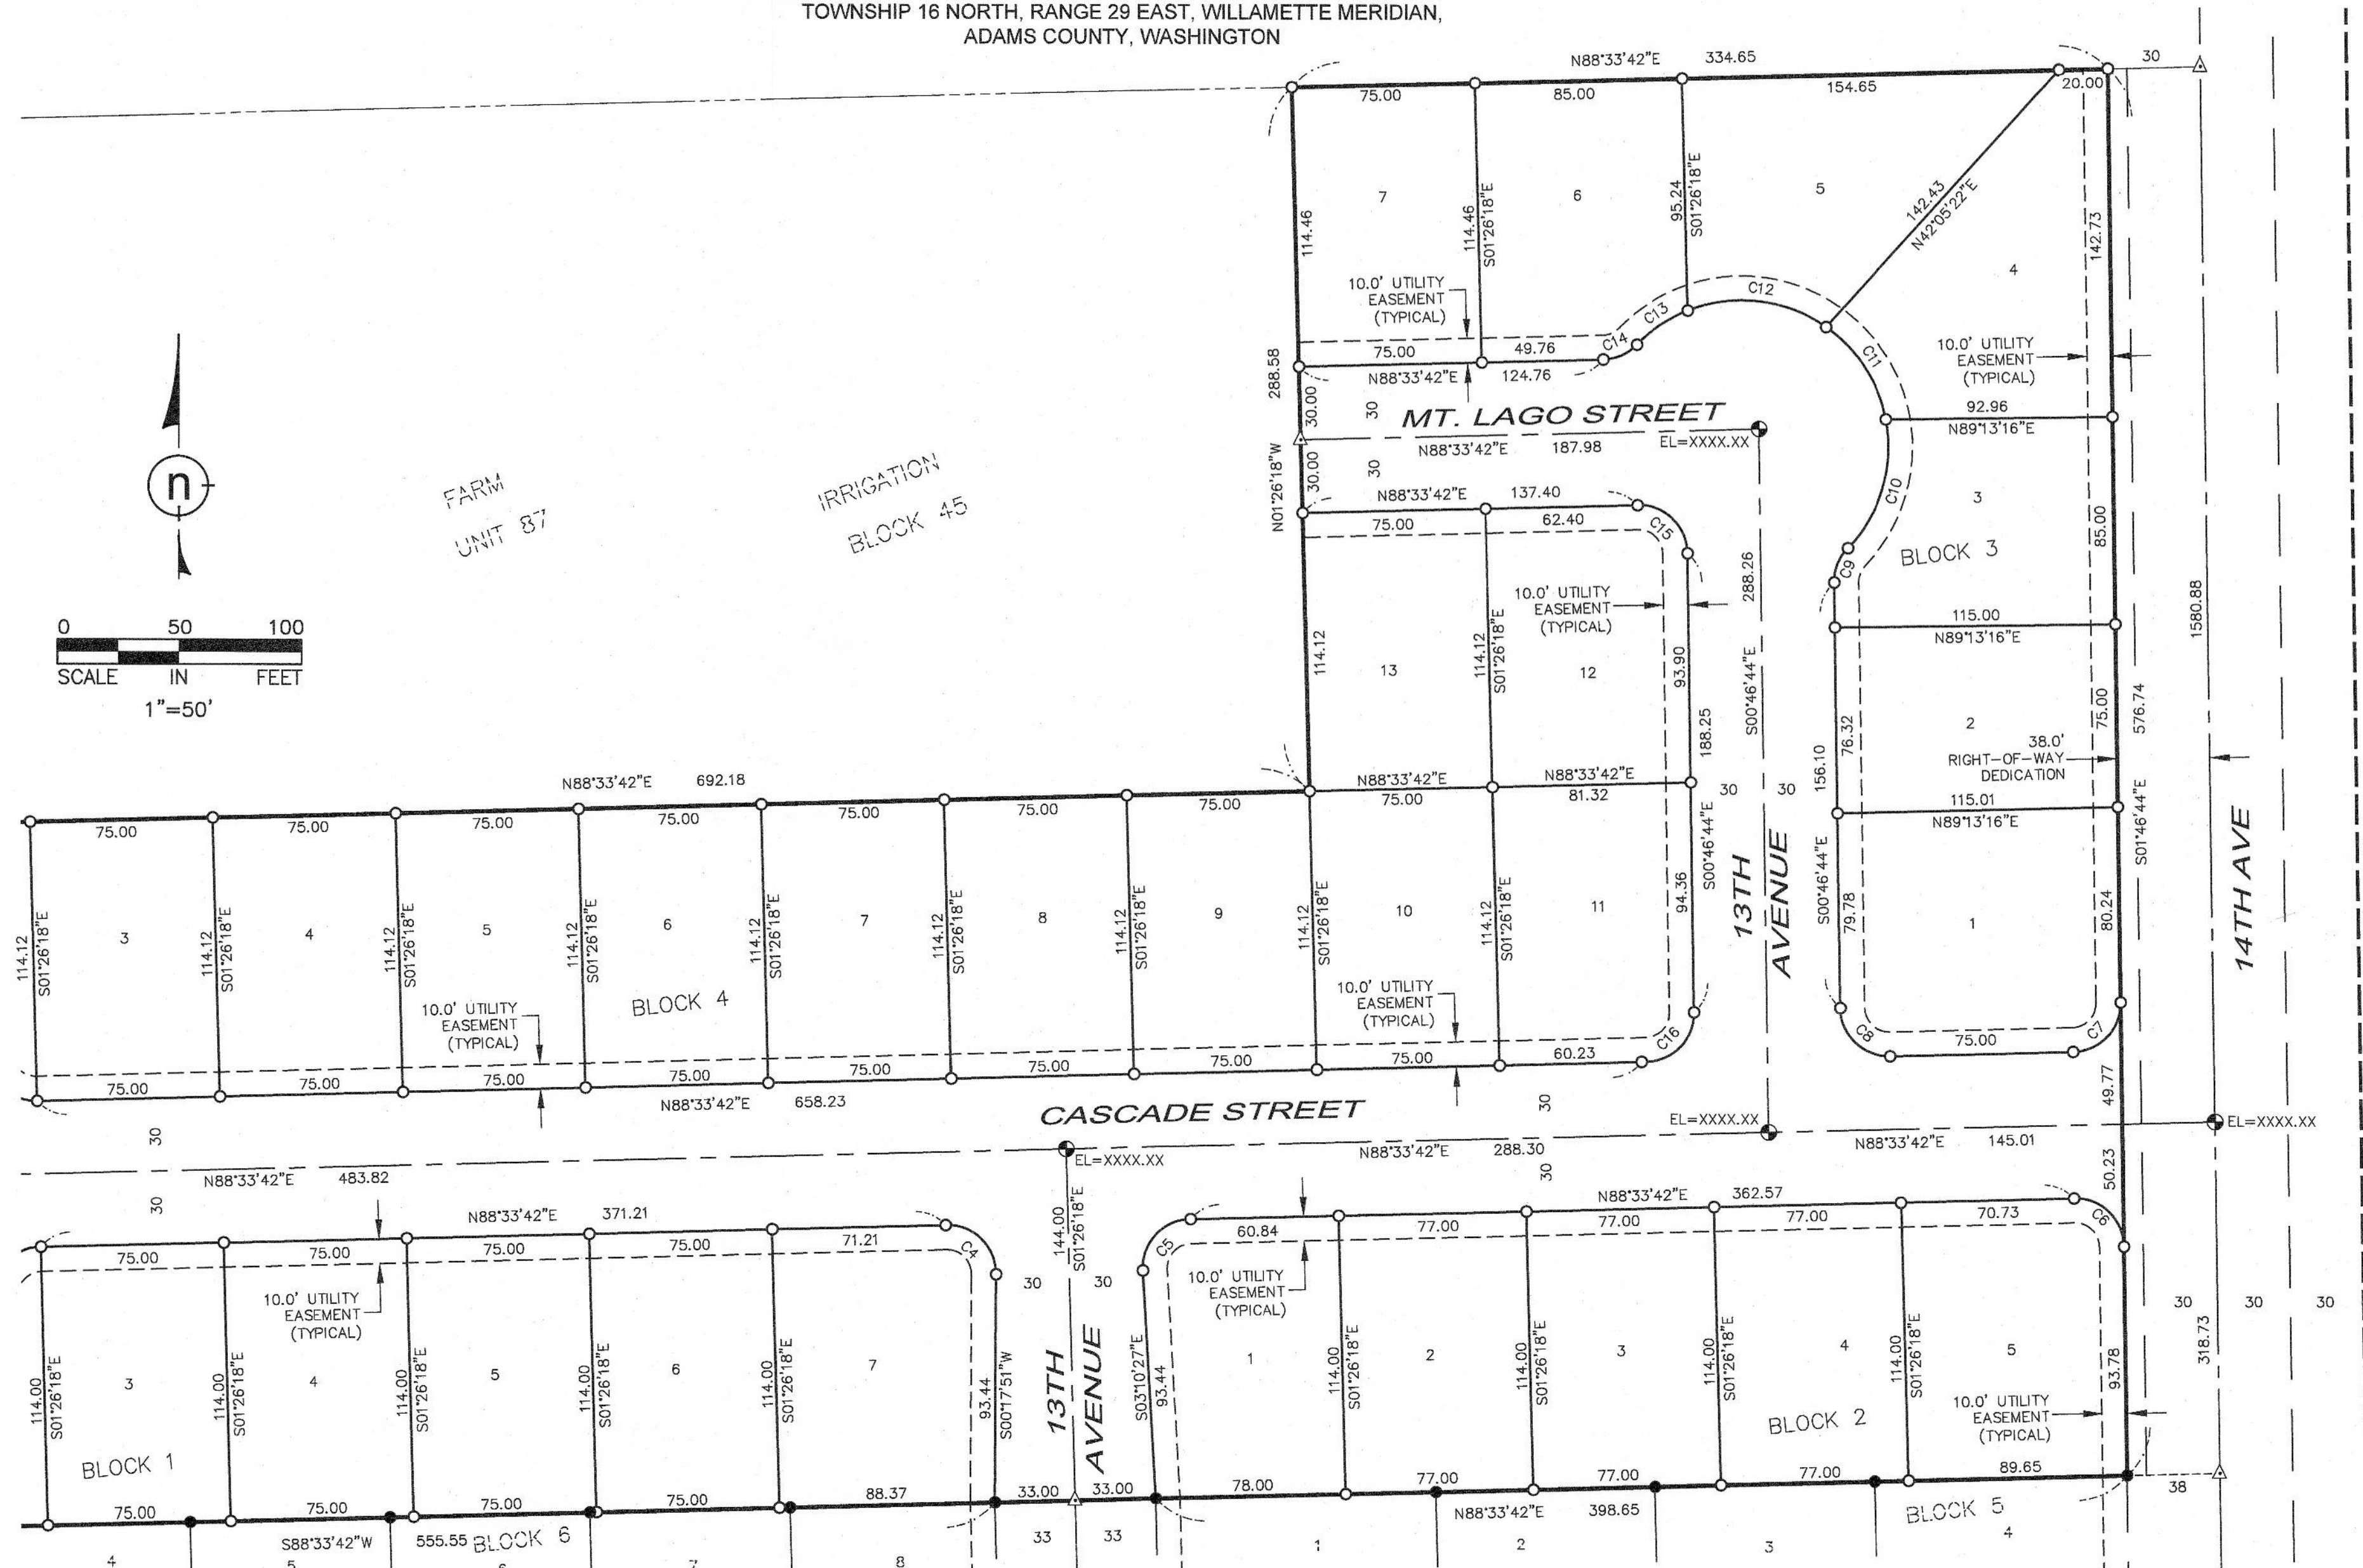 TOWNSHIP 16 NORTH, RANGE 29 EAST, WILLAMETTE MERIDIAN,
ADAMS COUNTY, WASHINGTON
N88°33'42"E 334.65
30
75.00
85.00
154.65
20.00
7
6
5
4
114.46
114.46
S01°26'18"E
95.24
S01°26'18"E
142.43
N42°05'22"E
142.73
10.0' UTILITY
EASEMENT
(TYPICAL)
C14
C13
C12
C11
10.0' UTILITY
EASEMENT
(TYPICAL)
75.00
49.76
N88°33'42"E 124.76
288.58
30.00
30
MT. LAGO STREET
92.96
N89°13'16"E
N88°33'42"E 187.98
EL=XXXX.XX
30.00
30
N01°26'18"W
N88°33'42"E 137.40
75.00
62.40
C15
C10
C9
3
BLOCK 3
85.00
FARM
UNIT 87
IRRIGATION
BLOCK 45
n
0 50 100
SCALE IN FEET
1"=50'
10.0' UTILITY
EASEMENT
(TYPICAL)
288.26
S00°46'44"E
115.00
N89°13'16"E
1580.88
114.12
13
114.12
S01°26'18"E
12
93.90
188.25
S00°46'44"E
76.32
156.10
S00°46'44"E
2
75.00
576.74
S01°46'44"E
38.0'
RIGHT-OF-WAY
DEDICATION
N88°33'42"E 692.18
75.00
75.00
75.00
75.00
75.00
75.00
75.00
N88°33'42"E
75.00
N88°33'42"E
81.32
30
30
115.01
N89°13'16"E
13TH
AVENUE
14TH AVE
114.12
S01°26'18"E
3
114.12
S01°26'18"E
4
114.12
S01°26'18"E
5
114.12
S01°26'18"E
6
114.12
S01°26'18"E
7
114.12
S01°26'18"E
8
114.12
S01°26'18"E
9
114.12
S01°26'18"E
10
114.12
S01°26'18"E
11
94.36
79.78
1
80.24
BLOCK 4
10.0' UTILITY
EASEMENT
(TYPICAL)
10.0' UTILITY
EASEMENT
(TYPICAL)
C16
C8
75.00
C7
75.00
75.00
75.00
75.00
75.00
75.00
75.00
60.23
N88°33'42"E 658.23
CASCADE STREET
30
30
49.77
EL=XXXX.XX
EL=XXXX.XX
EL=XXXX.XX
N88°33'42"E 483.82
N88°33'42"E 288.30
N88°33'42"E 145.01
30
30
50.23
N88°33'42"E 371.21
N88°33'42"E 362.57
75.00
75.00
75.00
75.00
71.21
C4
144.00
S01°26'18"E
C5
60.84
77.00
77.00
77.00
70.73
C6
30
30
10.0' UTILITY
EASEMENT
(TYPICAL)
10.0' UTILITY
EASEMENT
(TYPICAL)
30
30
30
114.00
S01°26'18"E
3
114.00
S01°26'18"E
4
114.00
S01°26'18"E
5
114.00
S01°26'18"E
6
114.00
S01°26'18"E
7
93.44
S00°17'51"W
13TH
AVENUE
S03°10'27"E
93.44
1
114.00
S01°26'18"E
2
114.00
S01°26'18"E
3
114.00
S01°26'18"E
4
114.00
S01°26'18"E
5
93.78
318.73
10.0' UTILITY
EASEMENT
(TYPICAL)
BLOCK 1
BLOCK 2
75.00
75.00
75.00
75.00
88.37
33.00
33.00
78.00
77.00
77.00
77.00
89.65
38
S88°33'42"W 555.55
BLOCK 6
N88°33'42"E 398.65
BLOCK 5
33
33
4
5
6
7
8
1
2
3
4